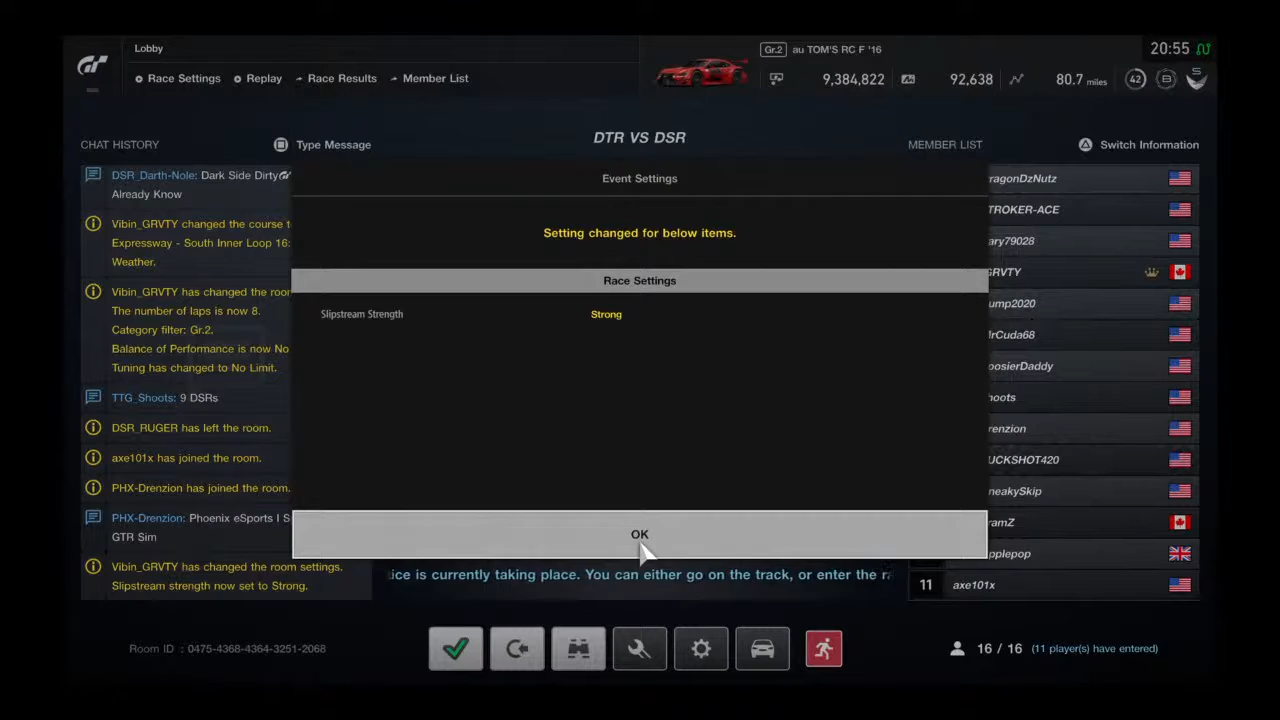 Lobby
Race Settings
Replay
Race Results
Member List
Gr.2 au TOM'S RC F '16
9,384,822
92,638
80.7 miles
42
B
S
20:55
CHAT HISTORY
Type Message
DTR VS DSR
MEMBER LIST
Switch Information
DSR_Darth-Nole: Dark Side Dirty
Already Know
Vibin_GRVTY changed the course t
Expressway - South Inner Loop 16:
Weather.
Vibin_GRVTY has changed the roor
The number of laps is now 8.
Category filter: Gr.2.
Balance of Performance is now No
Tuning has changed to No Limit.
TTG_Shoots: 9 DSRs
DSR_RUGER has left the room.
axe101x has joined the room.
PHX-Drenzion has joined the room.
PHX-Drenzion: Phoenix eSports I S
GTR Sim
Vibin_GRVTY has changed the room settings.
Slipstream strength now set to Strong.
Event Settings
Setting changed for below items.
Race Settings
Slipstream Strength Strong
OK
ice is currently taking place. You can either go on the track, or enter the ra
ragonDzNutz
TROKER-ACE
ary79028
GRVTY
ump2020
IrCuda68
oosierDaddy
hoots
renzion
UCKSHOT420
neakySkip
ramZ
pplepop
11 axe101x
Room ID : 0475-4368-4364-3251-2068
16 / 16 (11 player(s) have entered)